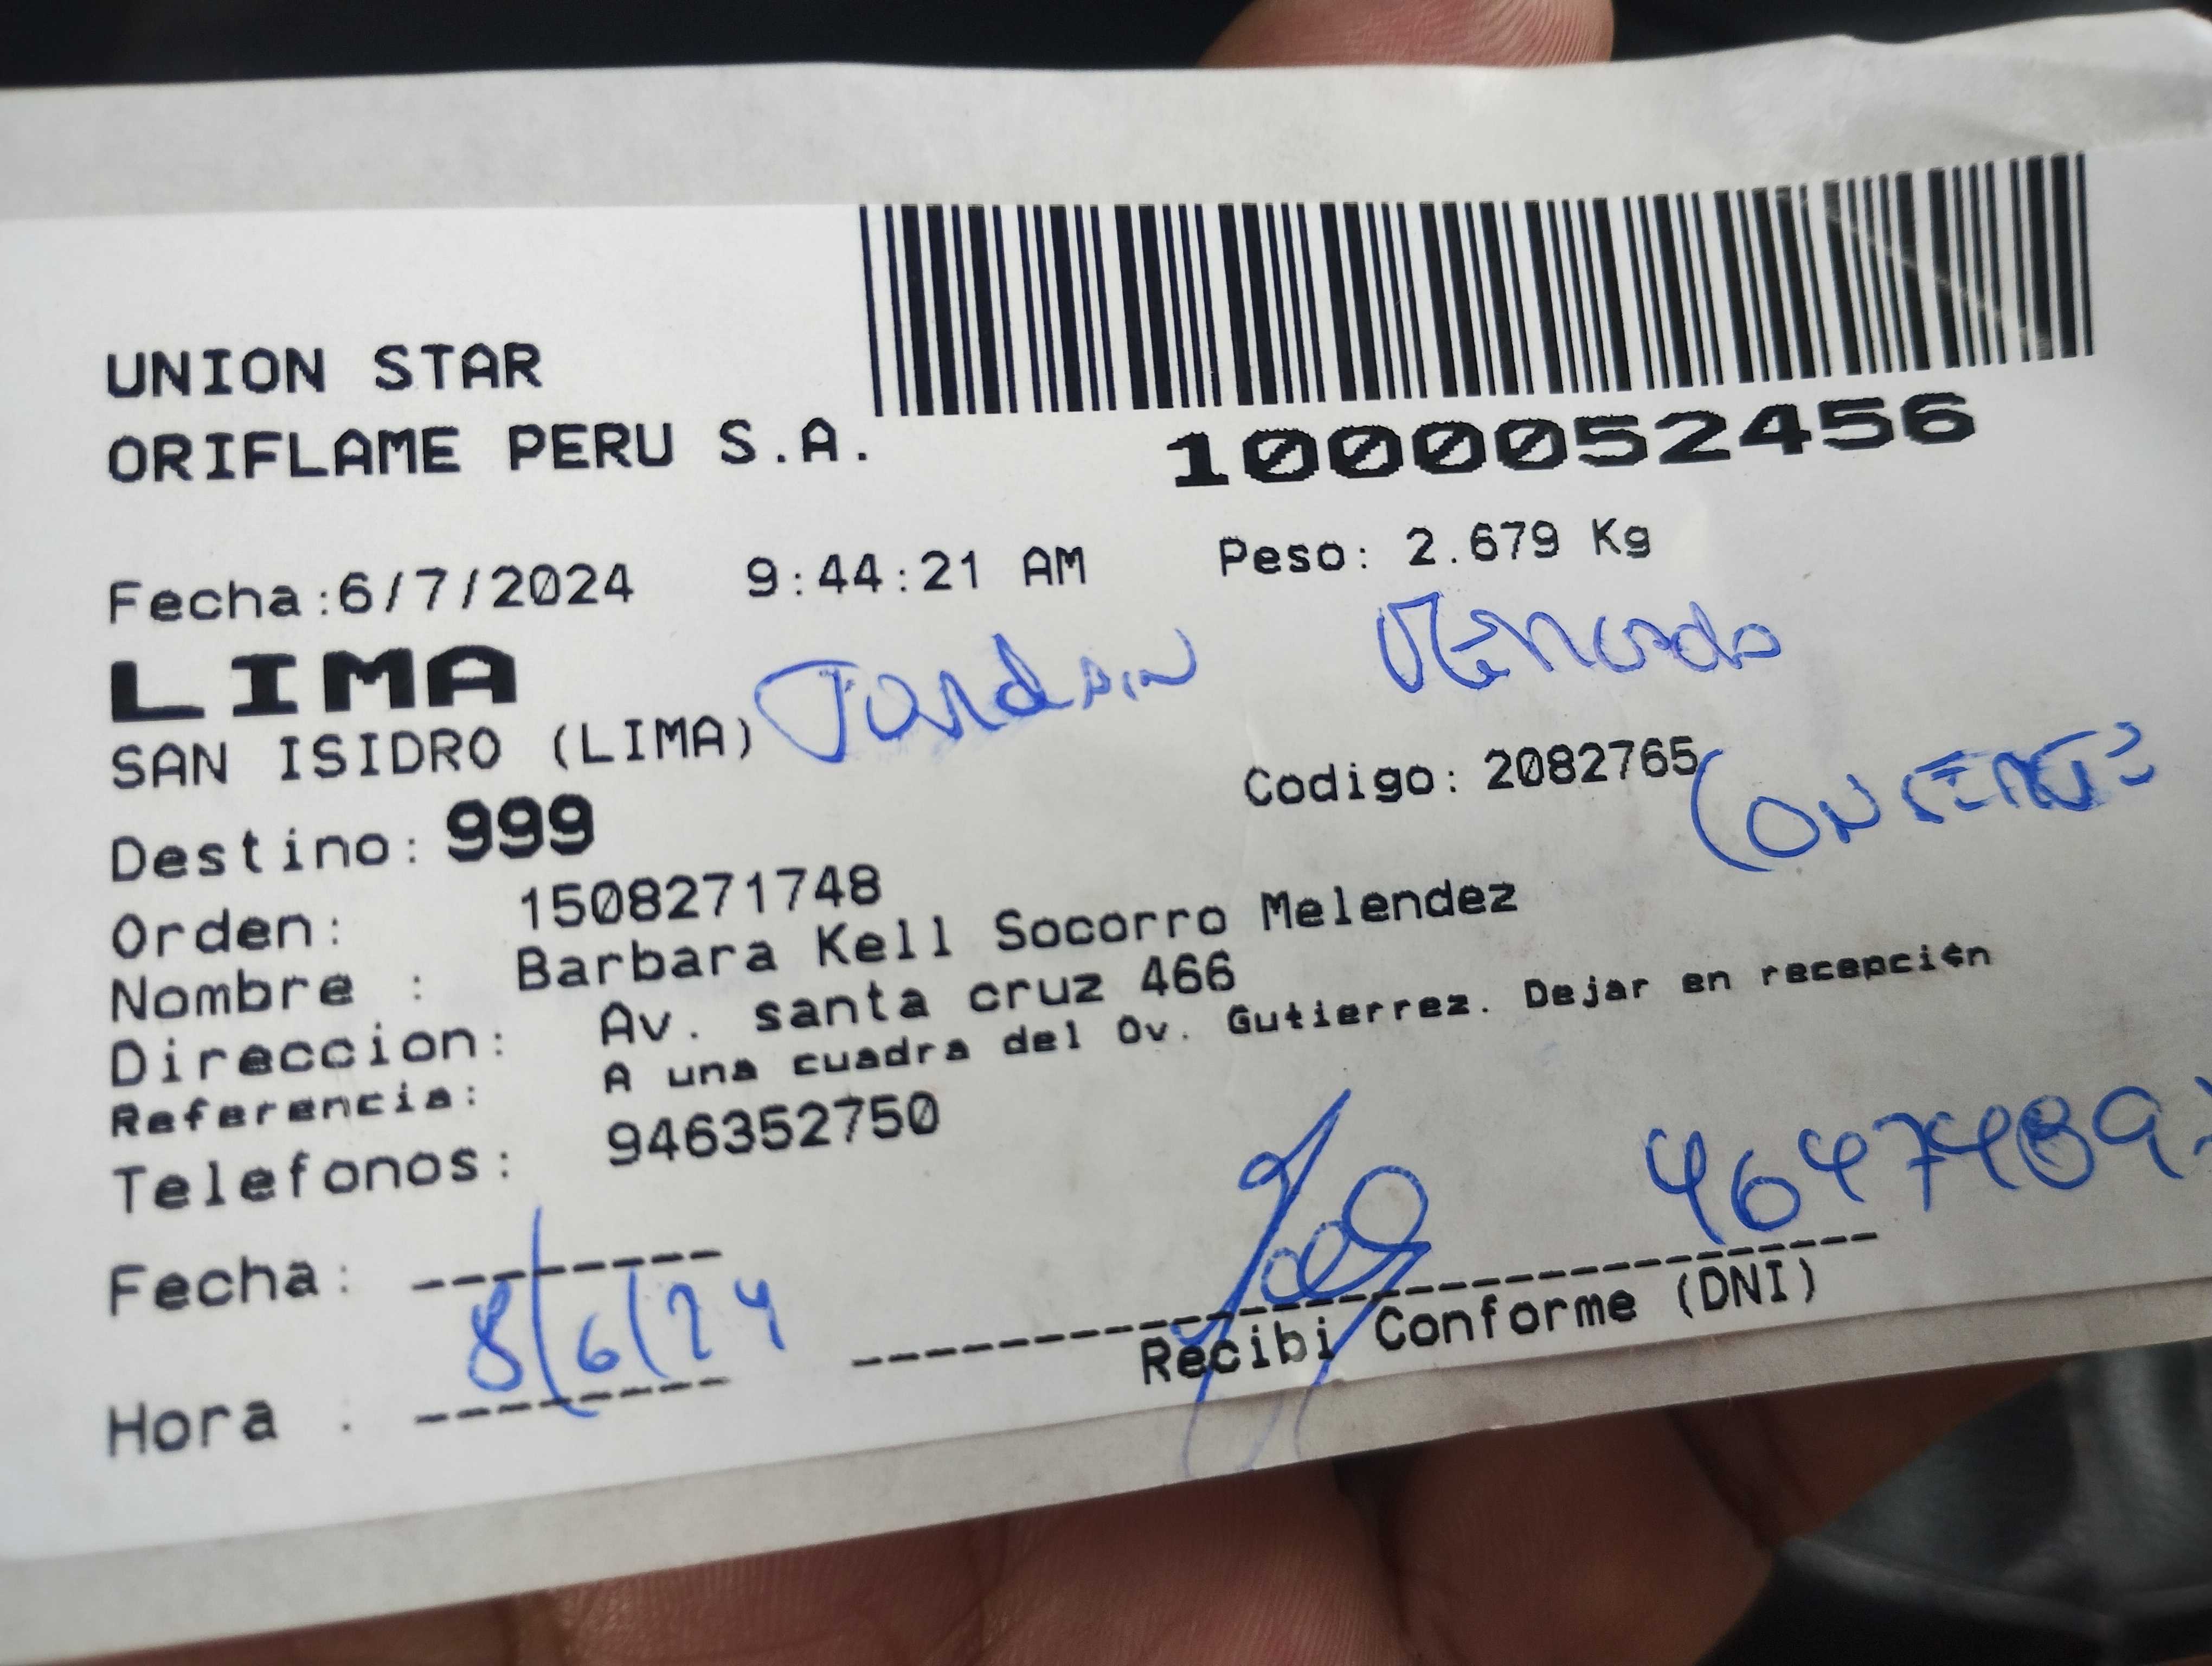 UNION STAR
ORIFLAME PERU S.A.
1000052456
Fecha:6/7/2024 9:44:21 AM Peso: 2.679 Kg
LIMA
Mercado
SAN ISIDRO (LIMA)
Codigo: 2082765
Destino: 999
Orden: 1508271748
Nombre : Barbara Kell Socorro Melendez
Direccion: Av. santa cruz 466
Referencia: A una cuadra del Ov. Gutierrez. Dejar en recepción
Telefonos: 946352750
Fecha: 8/6/24
Hora :
Recibi Conforme (DNI)